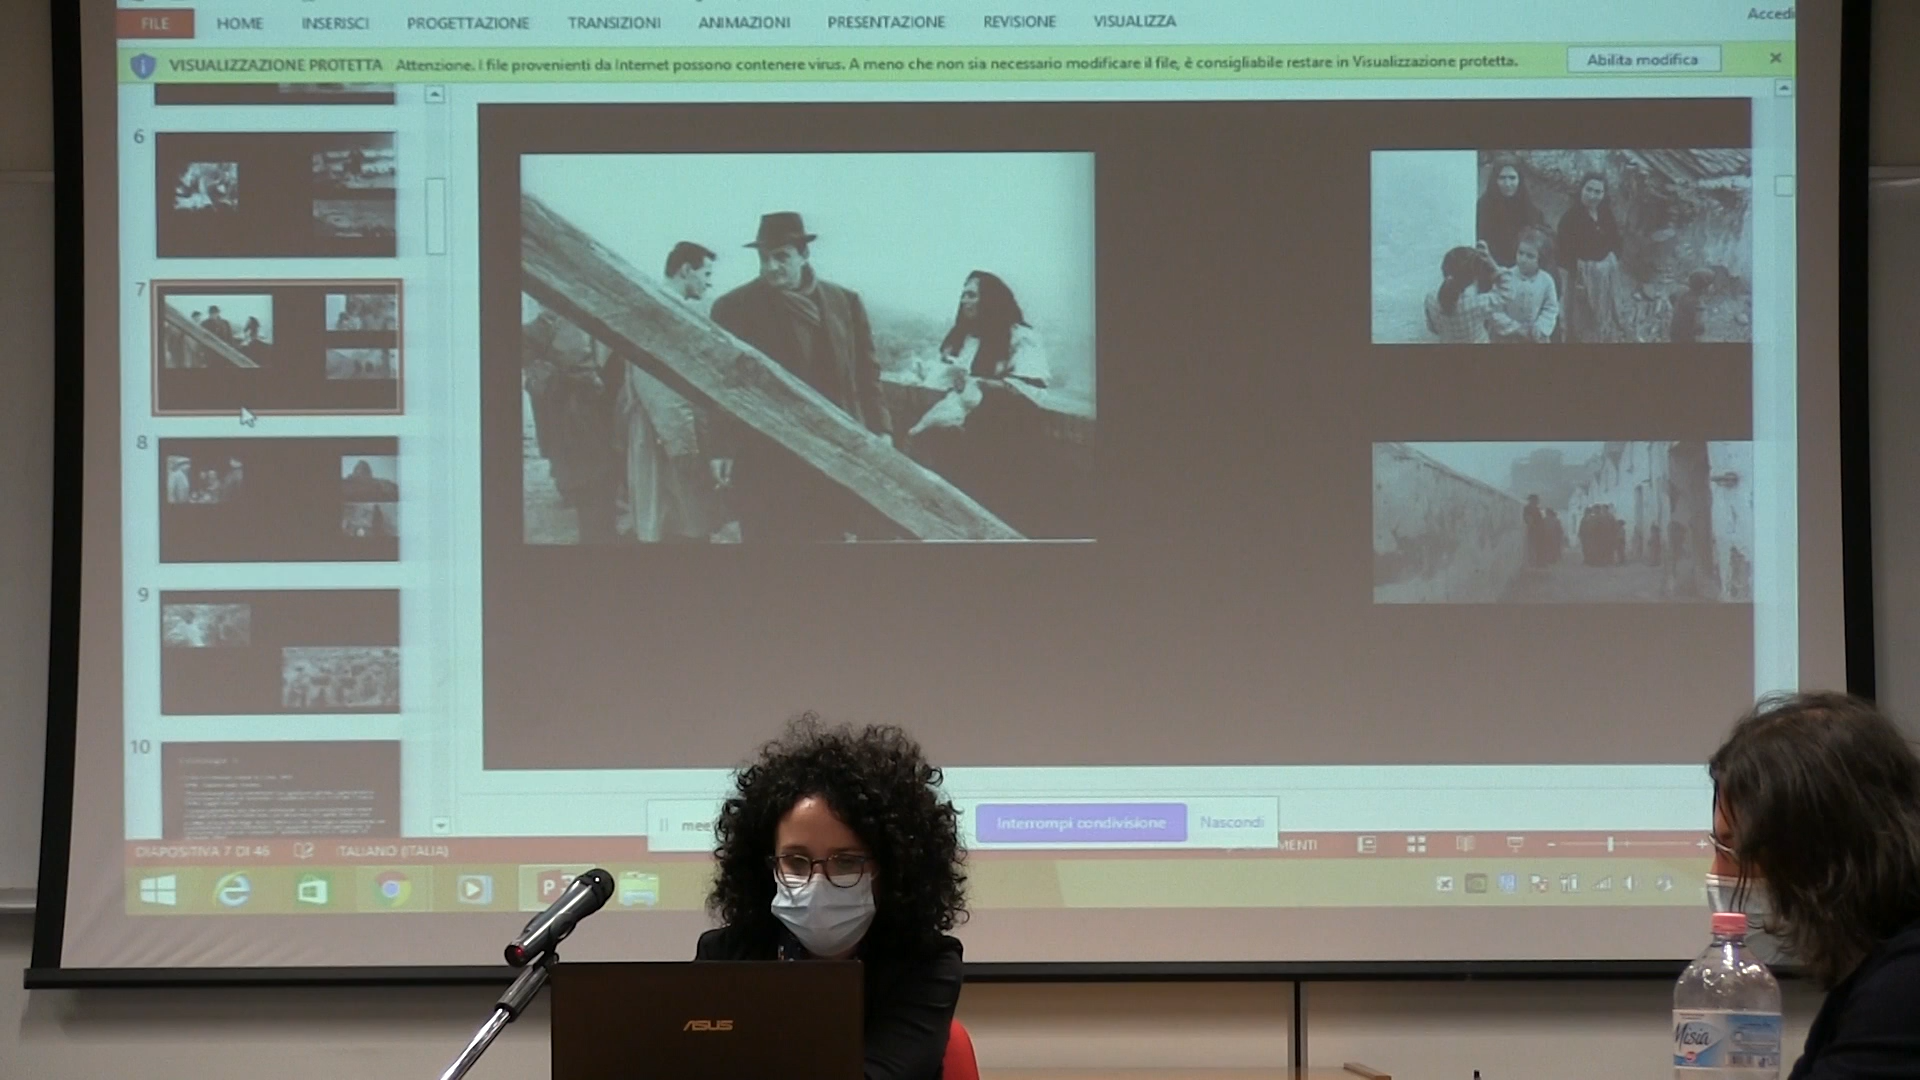 FILE HOME INSERISCI PROGETTAZIONE TRANSIZIONI ANIMAZIONI PRESENTAZIONE REVISIONE VISUALIZZA Accedi
VISUALIZZAZIONE PROTETTA Attenzione. I file provenienti da Internet possono contenere virus. A meno che non sia necessario modificare il file, è consigliabile restare in Visualizzazione protetta. Abilita modifica
6
7
8
9
10
Interrompi condivisione Nascondi
DIAPOSITIVA 7 DI 46 ITALIANO (ITALIA)
ASUS
Misia